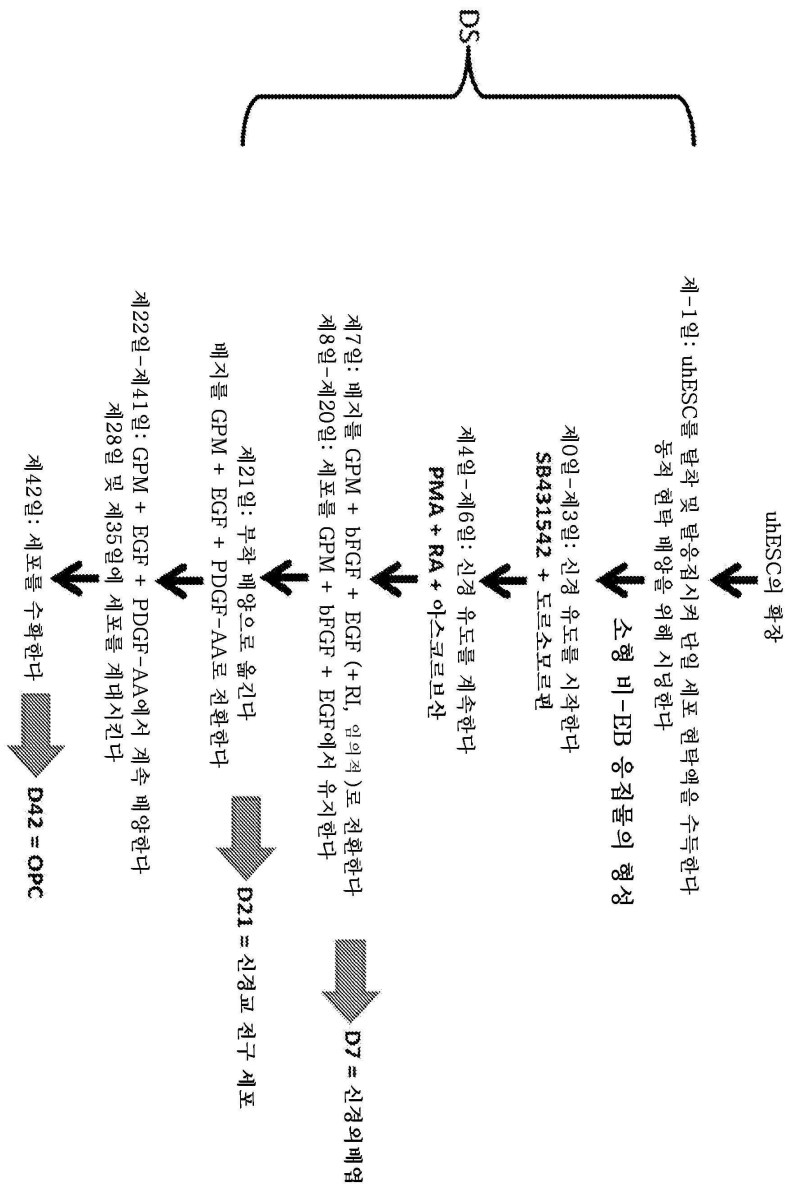 DS
uhESC의 확장
제-1일: uhESC를 탈착 및 탈응집시켜 단일 세포 현탁액을 수득한다
동적 현탁 배양을 위해 시딩한다
소형 비-EB 응집물의 형성
제0일-제3일: 신경 유도를 시작한다
SB431542 + 도르소모르핀
제4일-제6일: 신경 유도를 계속한다
PMA + RA + 아스코르브산
제7일: 배지를 GPM + bFGF + EGF (+RI, 임의적)로 전환한다
제8일-제20일: 세포를 GPM + bFGF + EGF에서 유지한다
D7 = 신경외배엽
제21일: 부착 배양으로 옮긴다
배지를 GPM + EGF + PDGF-AA로 전환한다
D21 = 신경교 전구 세포
제22일-제41일: GPM + EGF + PDGF-AA에서 계속 배양한다
제28일 및 제35일에 세포를 계대시킨다
제42일: 세포를 수확한다
D42 = OPC